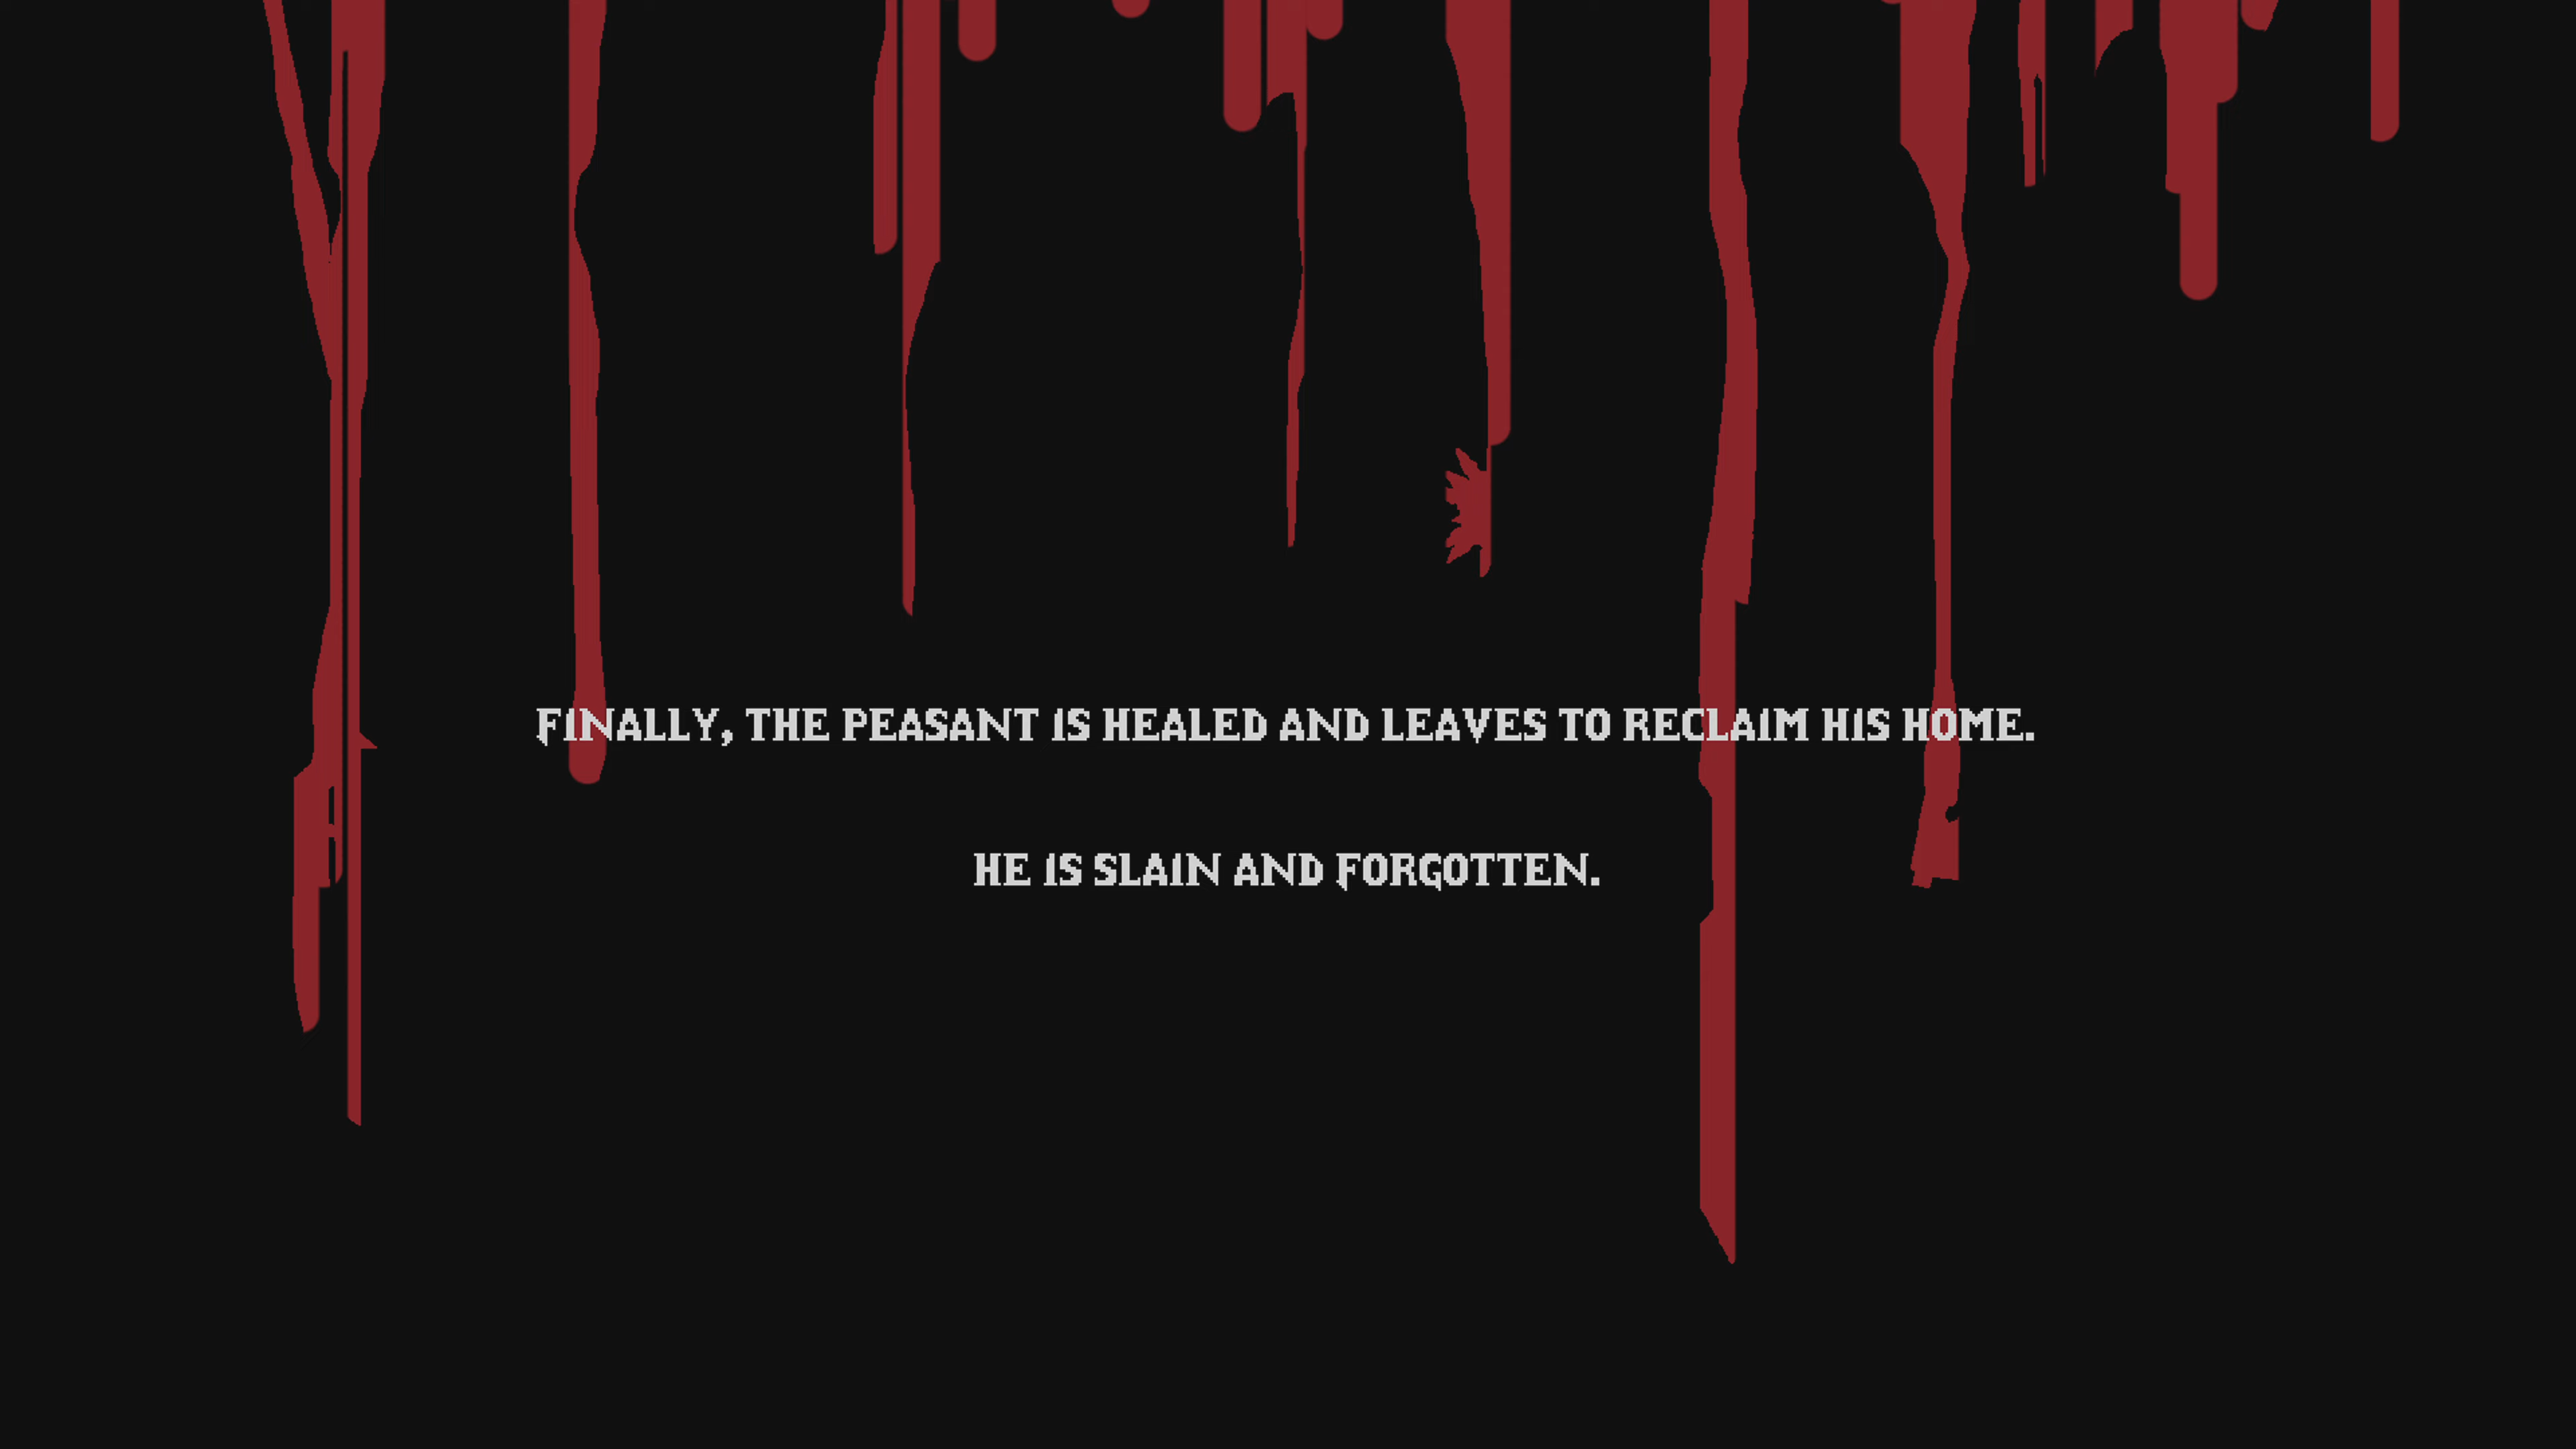 FINALLY, THE PEASANT IS HEALED AND LEAVES TO RECLAIM HIS HOME.
HE IS SLAIN AND FORGOTTEN.